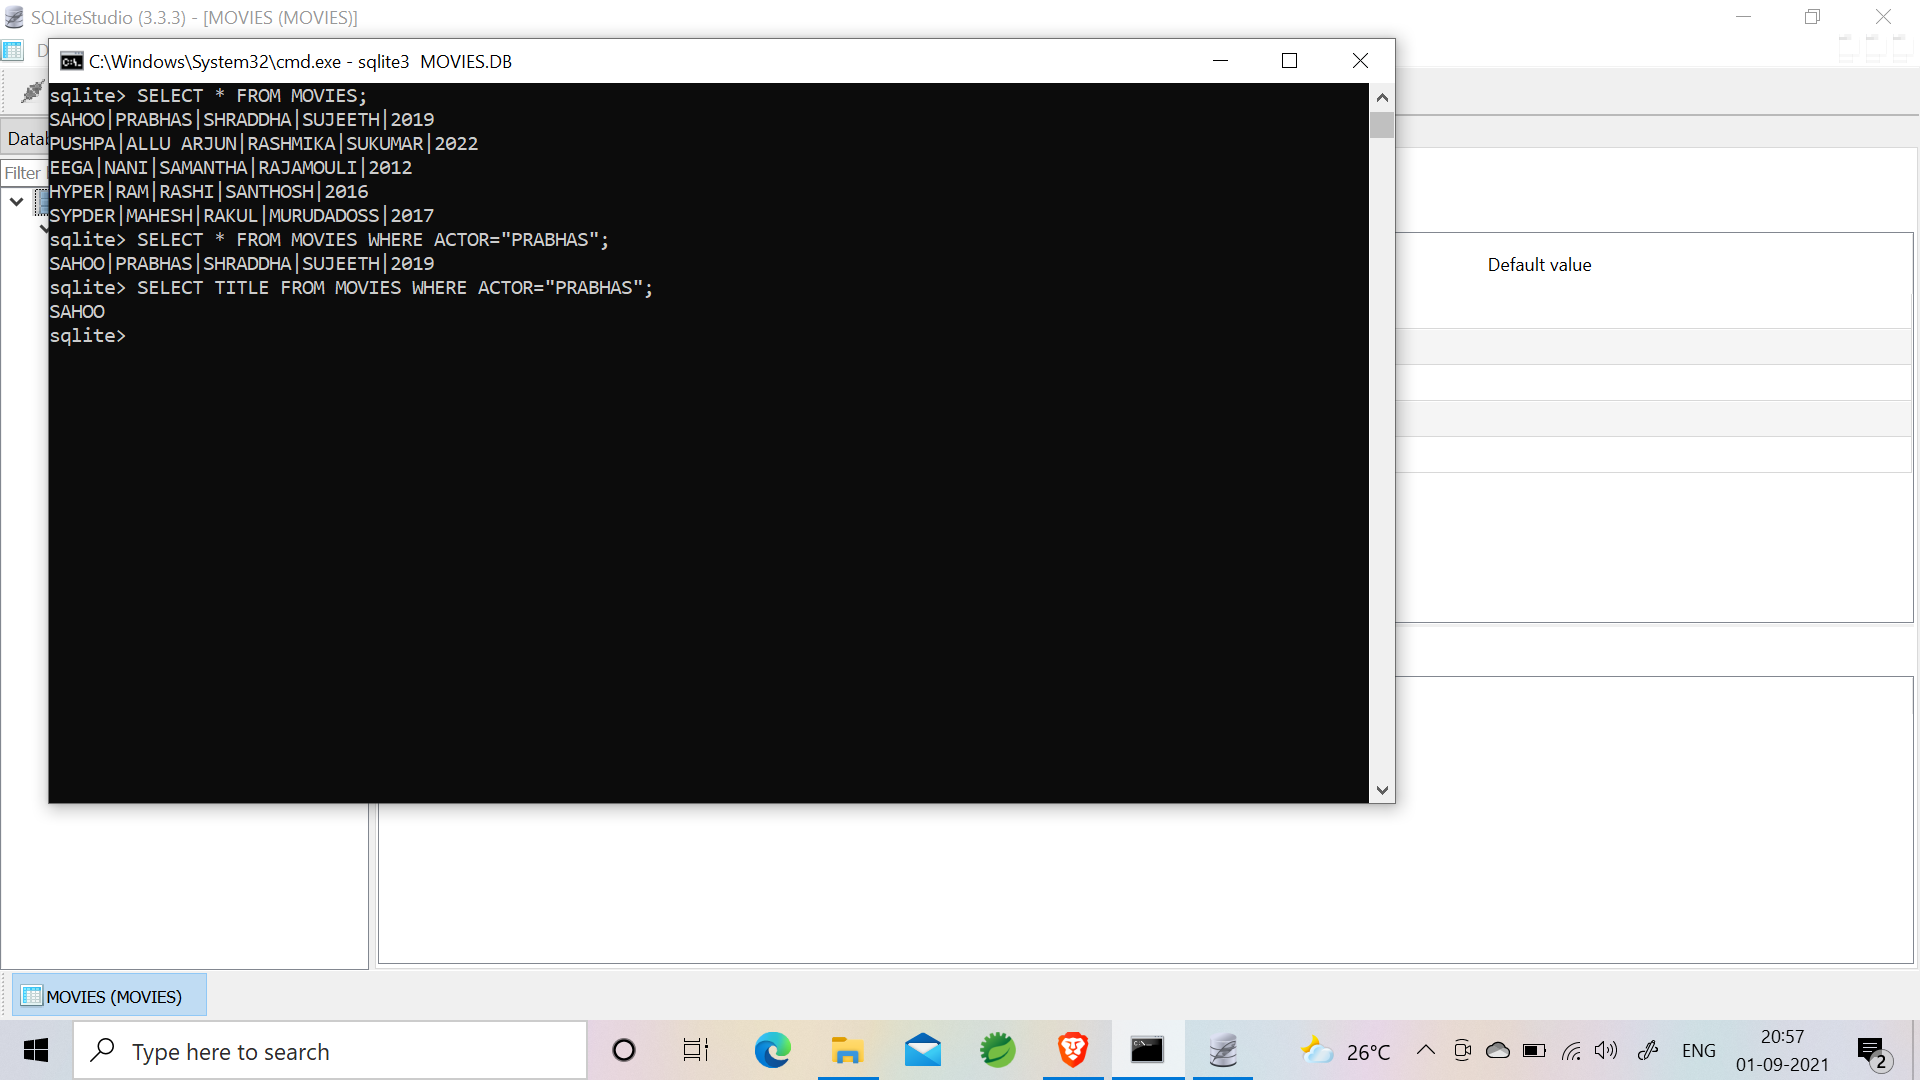 SQLiteStudio (3.3.3) - [MOVIES (MOVIES)]
C:\Windows\System32\cmd.exe - sqlite3  MOVIES.DB
sqlite> SELECT * FROM MOVIES;
SAHOO|PRABHAS|SHRADDHA|SUJEETH|2019
PUSHPA|ALLU ARJUN|RASHMIKA|SUKUMAR|2022
EEGA|NANI|SAMANTHA|RAJAMOULI|2012
HYPER|RAM|RASHI|SANTHOSH|2016
SYPDER|MAHESH|RAKUL|MURUDADOSS|2017
sqlite> SELECT * FROM MOVIES WHERE ACTOR="PRABHAS";
SAHOO|PRABHAS|SHRADDHA|SUJEETH|2019
sqlite> SELECT TITLE FROM MOVIES WHERE ACTOR="PRABHAS";
SAHOO
sqlite>
D
Datab
Filter
Default value
MOVIES (MOVIES)
Type here to search
26°C
ENG
20:57
01-09-2021
2